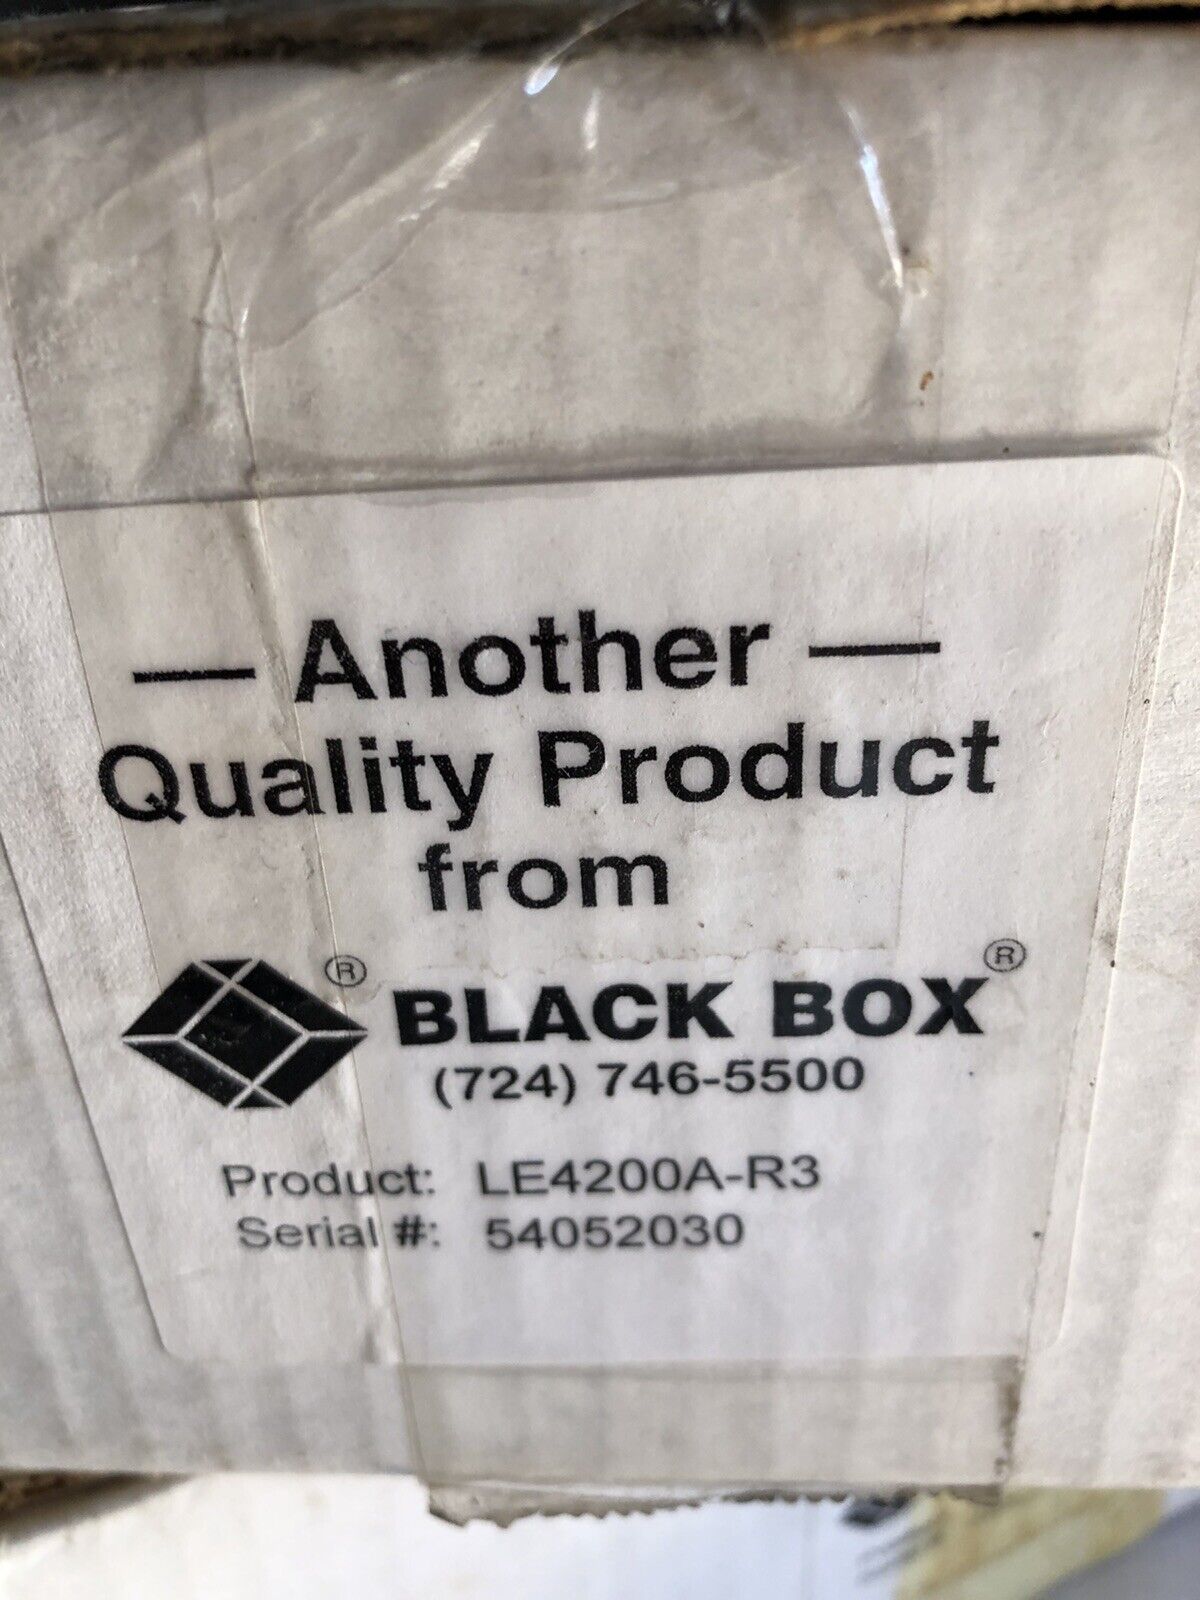 — Another —
Quality Product
from
® BLACK BOX®
(724) 746-5500
Product: LE4200A-R3
Serial #: 54052030